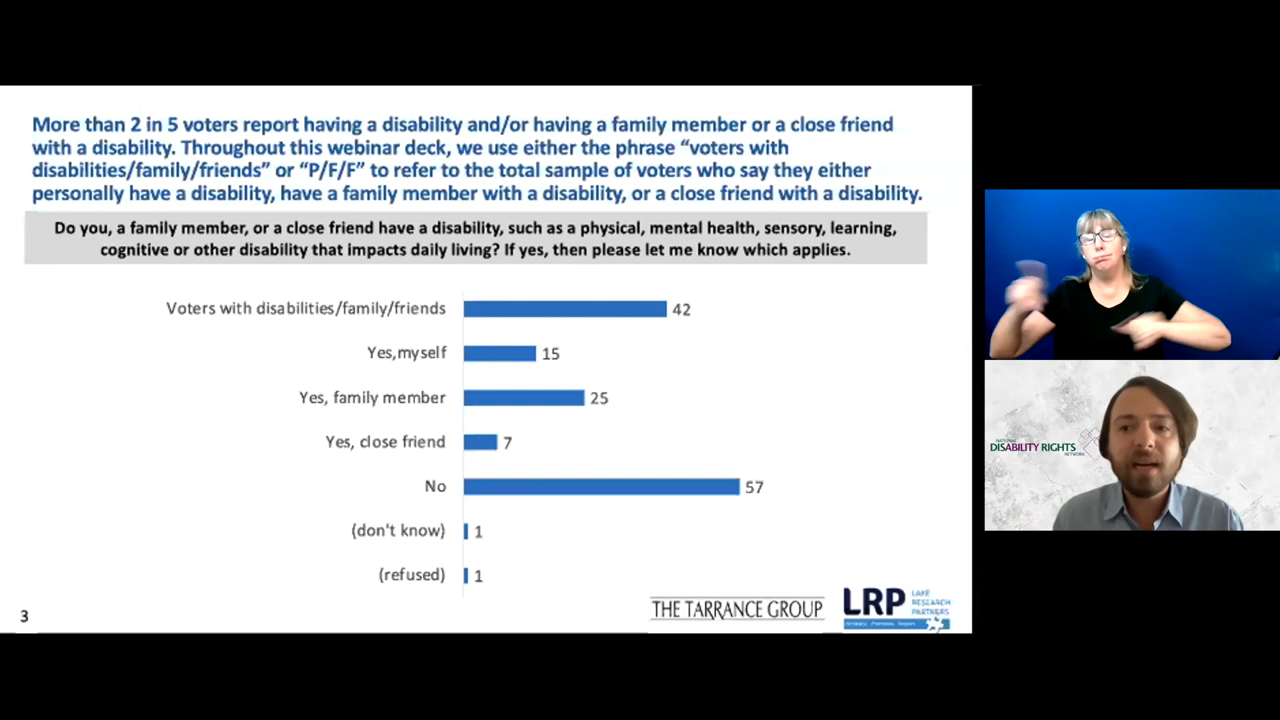 More than 2 in 5 voters report having a disability and/or having a family member or a close friend
with a disability. Throughout this webinar deck, we use either the phrase “voters with
disabilities/family/friends” or “P/F/F” to refer to the total sample of voters who say they either
personally have a disability, have a family member with a disability, or a close friend with a disability.
Do you, a family member, or a close friend have a disability, such as a physical, mental health, sensory, learning,
cognitive or other disability that impacts daily living? If yes, then please let me know which applies.
Voters with disabilities/family/friends 42
Yes,myself 15
Yes, family member 25
Yes, close friend 7
No 57
(don't know) 1
(refused) 1
3
THE TARRANCE GROUP
LRP
LAKE
RESEARCH
PARTNERS
NATIONAL
DISABILITY RIGHTS
NETWORK